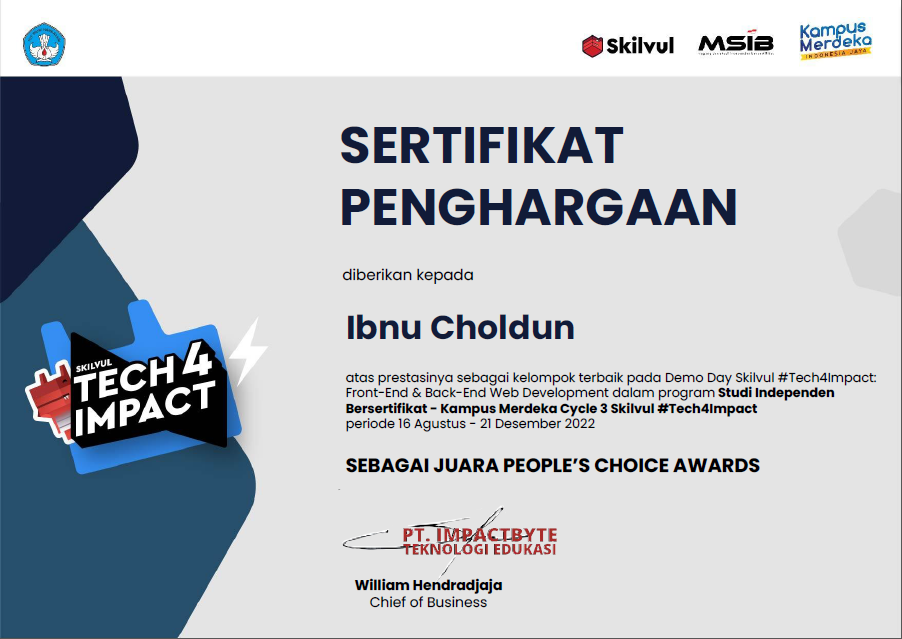 Skilvul
MSIB
Kampus
Merdeka
INDONESIA JAYA
SERTIFIKAT
PENGHARGAAN
diberikan kepada
Ibnu Choldun
SKILVUL
TECH4
IMPACT
atas prestasinya sebagai kelompok terbaik pada Demo Day Skilvul #Tech4Impact:
Front-End & Back-End Web Development dalam program Studi Independen
Bersertifikat - Kampus Merdeka Cycle 3 Skilvul #Tech4Impact
periode 16 Agustus - 21 Desember 2022
SEBAGAI JUARA PEOPLE’S CHOICE AWARDS
PT. IMPACTBYTE
TEKNOLOGI EDUKASI
William Hendradjaja
Chief of Business